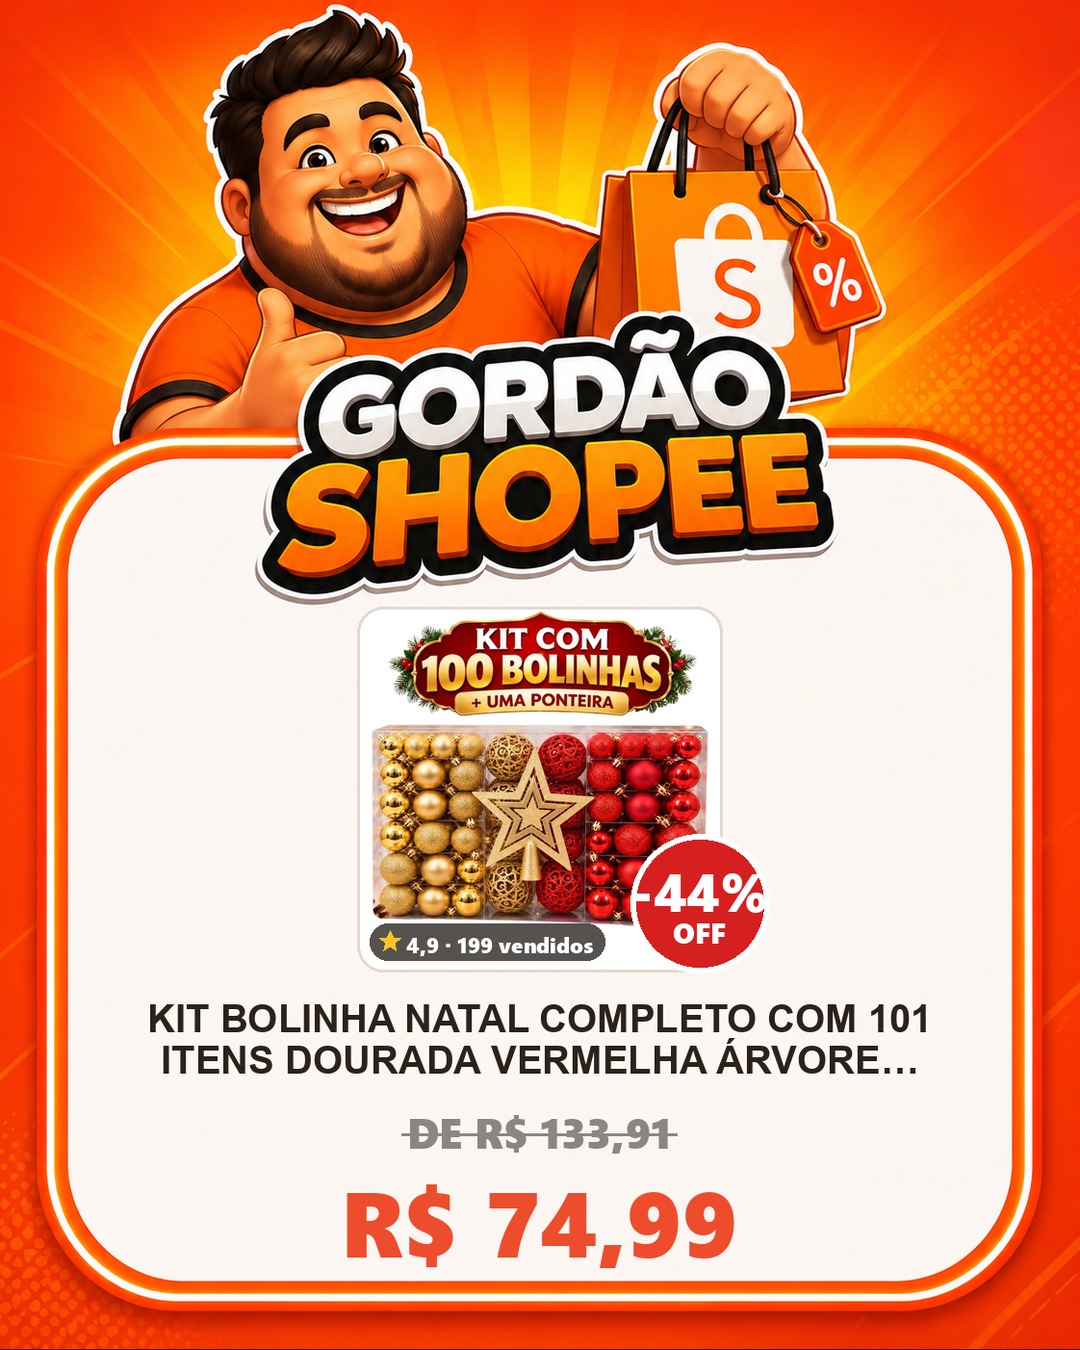 S
%
GORDÃO
SHOPEE
KIT COM
100 BOLINHAS
+ UMA PONTEIRA
-44%
OFF
4,9 · 199 vendidos
KIT BOLINHA NATAL COMPLETO COM 101
ITENS DOURADA VERMELHA ÁRVORE...
DE R$ 133,91
R$ 74,99